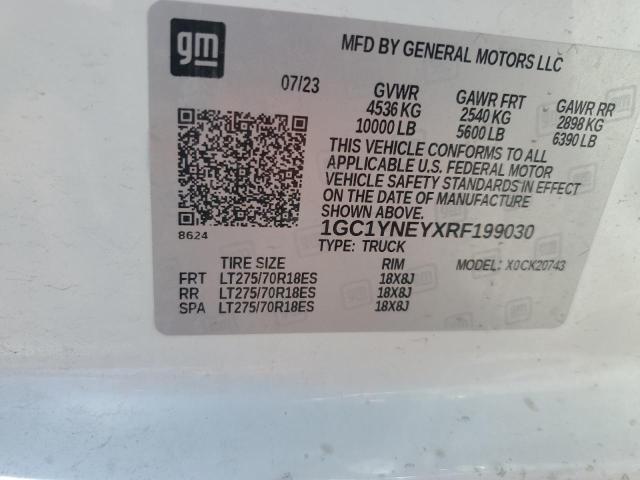 gm
MFD BY GENERAL MOTORS LLC
07/23
GVWR GAWR FRT GAWR RR
4536 KG 2540 KG 2898 KG
10000 LB 5600 LB 6390 LB
THIS VEHICLE CONFORMS TO ALL
APPLICABLE U.S. FEDERAL MOTOR
VEHICLE SAFETY STANDARDS IN EFFECT
ON THE DATE OF MANUFACTURE
SHOWN ABOVE.
8624
1GC1YNEYXRF199030
TYPE: TRUCK
TIRE SIZE RIM MODEL: X0CK20743
FRT LT275/70R18ES 18X8J
RR LT275/70R18ES 18X8J
SPA LT275/70R18ES 18X8J